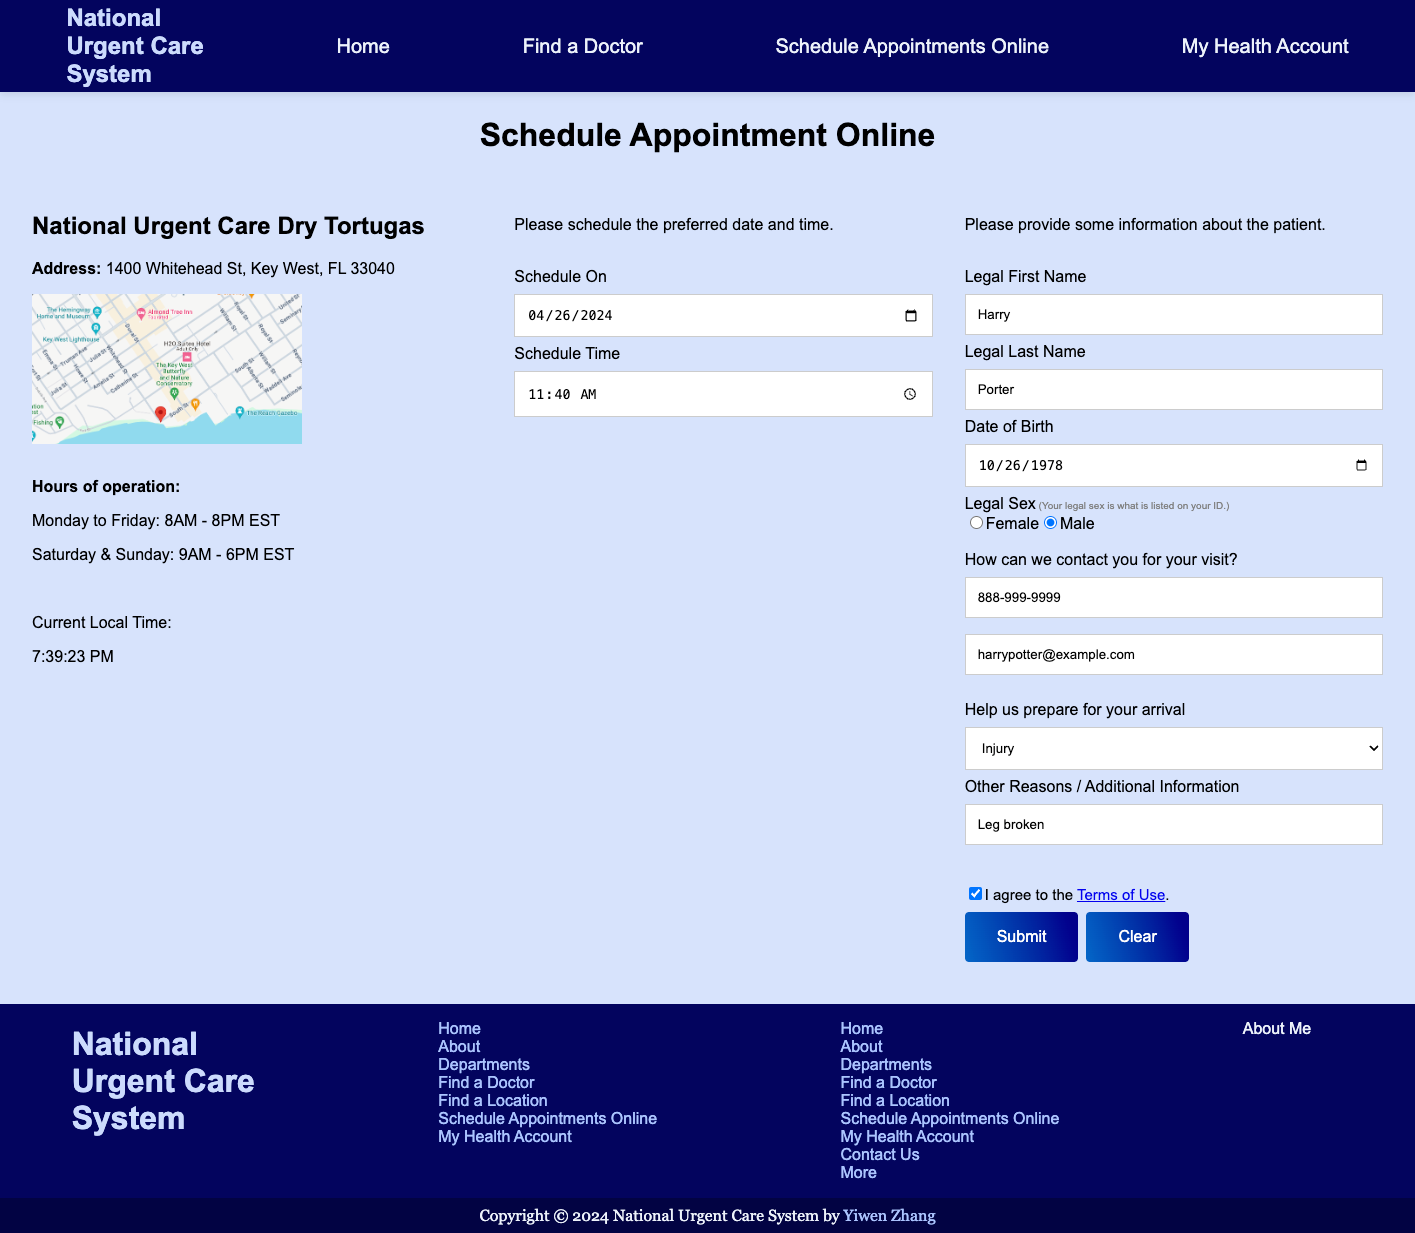 National
Urgent Care
System
Home
Find a Doctor
Schedule Appointments Online
My Health Account
Schedule Appointment Online
National Urgent Care Dry Tortugas
Address: 1400 Whitehead St, Key West, FL 33040
The Hemingway
Home and Museum
Almond Tree Inn
Key West Lighthouse
H2O Suites Hotel
The Key West
Butterfly
and Nature
Conservatory
South St
The Reach Gazebo
Fishing
Hours of operation:
Monday to Friday: 8AM - 8PM EST
Saturday & Sunday: 9AM - 6PM EST
Current Local Time:
7:39:23 PM
Please schedule the preferred date and time.
Schedule On
04/26/2024
Schedule Time
11:40 AM
Please provide some information about the patient.
Legal First Name
Harry
Legal Last Name
Porter
Date of Birth
10/26/1978
Legal Sex (Your legal sex is what is listed on your ID.)
Female Male
How can we contact you for your visit?
888-999-9999
harrypotter@example.com
Help us prepare for your arrival
Injury
Other Reasons / Additional Information
Leg broken
I agree to the Terms of Use.
Submit
Clear
National
Urgent Care
System
Home
About
Departments
Find a Doctor
Find a Location
Schedule Appointments Online
My Health Account
Home
About
Departments
Find a Doctor
Find a Location
Schedule Appointments Online
My Health Account
Contact Us
More
About Me
Copyright © 2024 National Urgent Care System by Yiwen Zhang